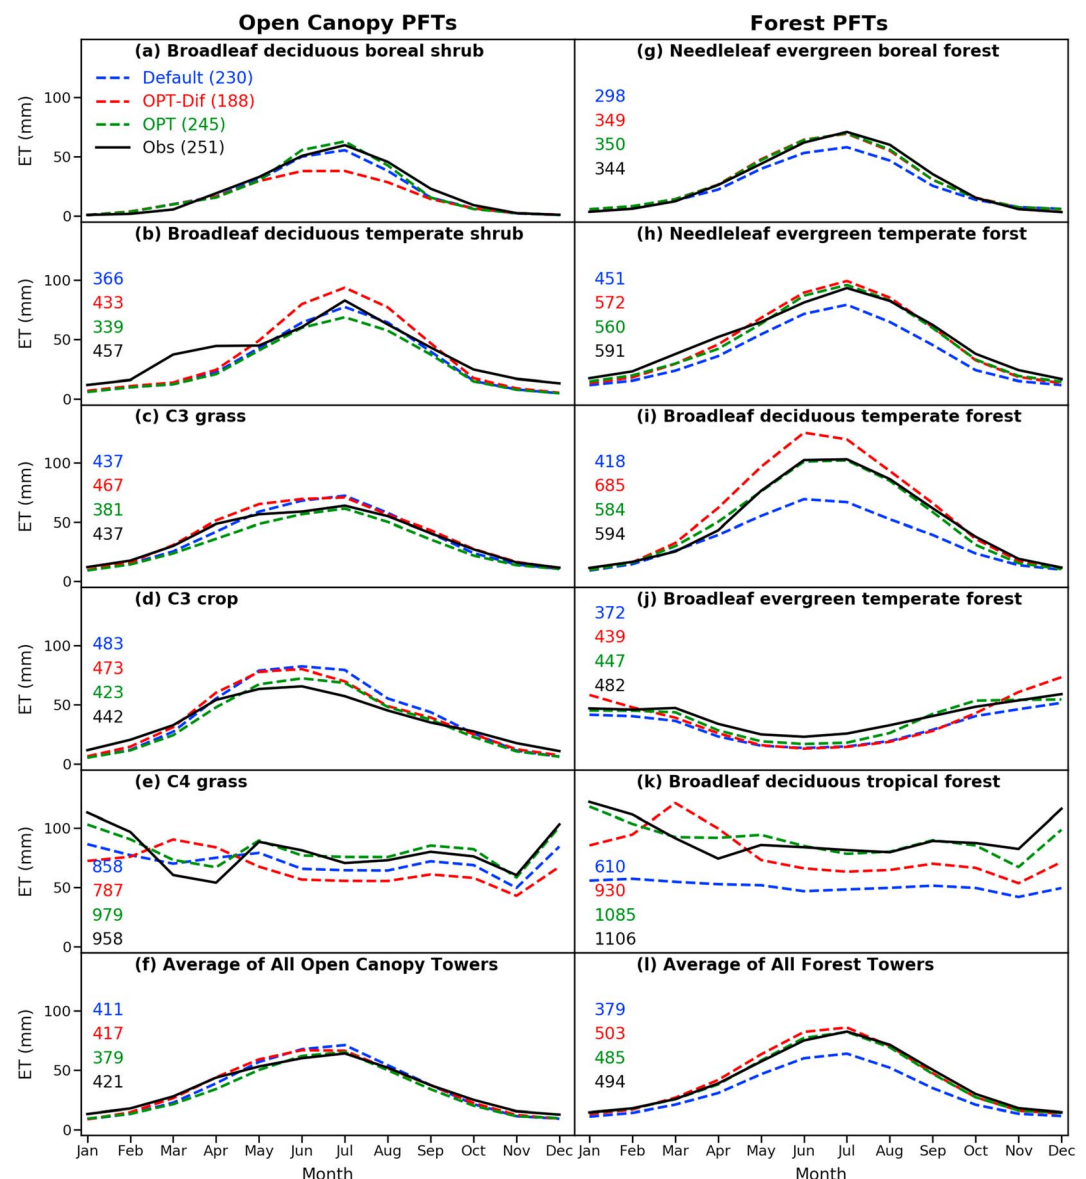 Open Canopy PFTs
Forest PFTs
(a) Broadleaf deciduous boreal shrub
Default (230)
OPT-Dif (188)
OPT (245)
Obs (251)
ET (mm)
100
50
0
(g) Needleleaf evergreen boreal forest
298
349
350
344
(b) Broadleaf deciduous temperate shrub
366
433
339
457
ET (mm)
100
50
0
(h) Needleleaf evergreen temperate forst
451
572
560
591
(c) C3 grass
437
467
381
437
ET (mm)
100
50
0
(i) Broadleaf deciduous temperate forest
418
685
584
594
(d) C3 crop
483
473
423
442
ET (mm)
100
50
0
(j) Broadleaf evergreen temperate forest
372
439
447
482
(e) C4 grass
858
787
979
958
ET (mm)
100
50
0
(k) Broadleaf deciduous tropical forest
610
930
1085
1106
(f) Average of All Open Canopy Towers
411
417
379
421
ET (mm)
100
50
0
(l) Average of All Forest Towers
379
503
485
494
Jan Feb Mar Apr May Jun Jul Aug Sep Oct Nov Dec
Month
Jan Feb Mar Apr May Jun Jul Aug Sep Oct Nov Dec
Month